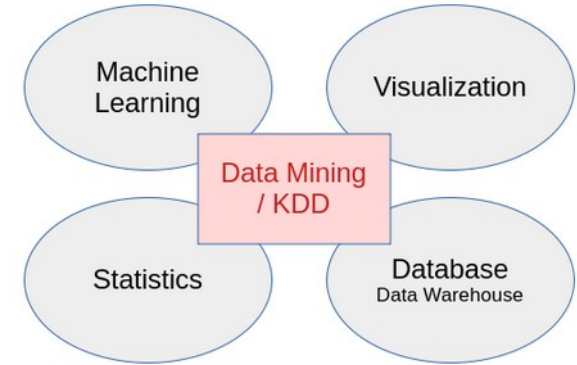 Machine
Learning
Visualization
Data Mining
/ KDD
Statistics
Database
Data Warehouse